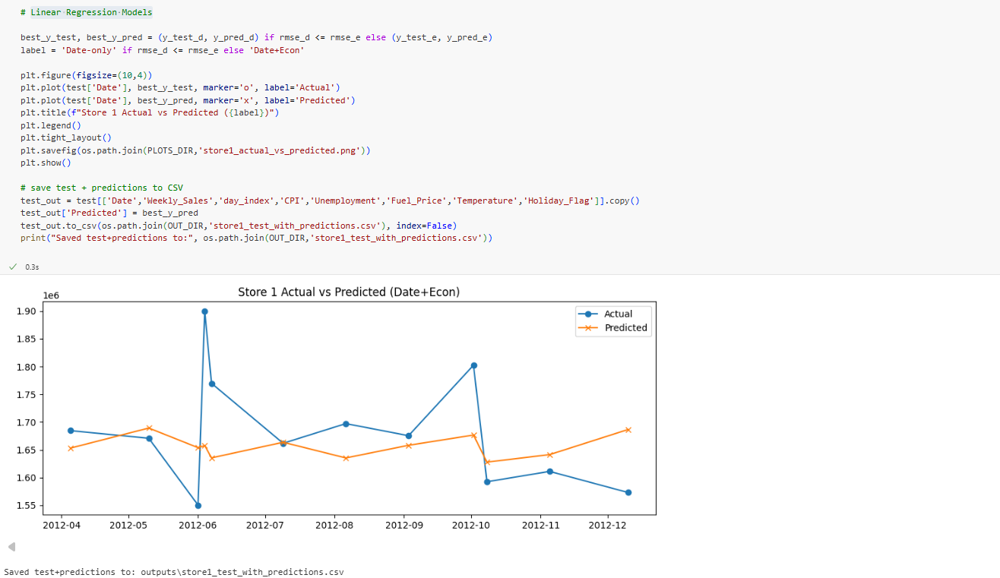 # Linear Regression Models
best_y_test, best_y_pred = (y_test_d, y_pred_d) if rmse_d <= rmse_e else (y_test_e, y_pred_e)
label = 'Date-only' if rmse_d <= rmse_e else 'Date+Econ'
plt.figure(figsize=(10,4))
plt.plot(test['Date'], best_y_test, marker='o', label='Actual')
plt.plot(test['Date'], best_y_pred, marker='x', label='Predicted')
plt.title(f"Store 1 Actual vs Predicted ({label})")
plt.legend()
plt.tight_layout()
plt.savefig(os.path.join(PLOTS_DIR,'store1_actual_vs_predicted.png'))
plt.show()
# save test + predictions to CSV
test_out = test[['Date','Weekly_Sales','day_index','CPI','Unemployment','Fuel_Price','Temperature','Holiday_Flag']].copy()
test_out['Predicted'] = best_y_pred
test_out.to_csv(os.path.join(OUT_DIR,'store1_test_with_predictions.csv'), index=False)
print("Saved test+predictions to:", os.path.join(OUT_DIR,'store1_test_with_predictions.csv'))
0.3s
Store 1 Actual vs Predicted (Date+Econ)
1e6
1.90
1.85
1.80
1.75
1.70
1.65
1.60
1.55
Actual
Predicted
2012-04 2012-05 2012-06 2012-07 2012-08 2012-09 2012-10 2012-11 2012-12
Saved test+predictions to: outputs\store1_test_with_predictions.csv